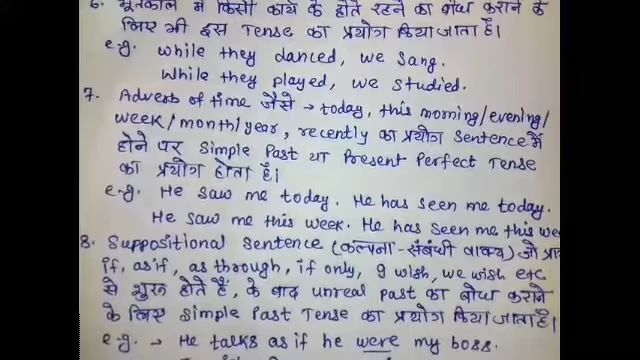 6. भूतकाल में किसी कार्य के होते रहने का बोध कराने के
लिए भी इस Tense का प्रयोग किया जाता है।
e.g. While they danced, we sang.
While they played, we studied.
7. Adverb of time जैसे → today, this morning/evening/
week/month/year, recently का प्रयोग sentence में
होने पर simple Past या Present Perfect Tense
का प्रयोग होता है।
e.g. He saw me today. He has seen me today.
He saw me this week. He has seen me this
8. Suppositional sentence (कल्पना-संबंधी वाक्य) जो
if, as if, as through, if only, I wish, we wish etc
से शुरू होते हैं, के बाद unreal past का बोध कराने
के लिए simple Past Tense का प्रयोग किया जाता है।
e.g. → He talks as if he were my boss.